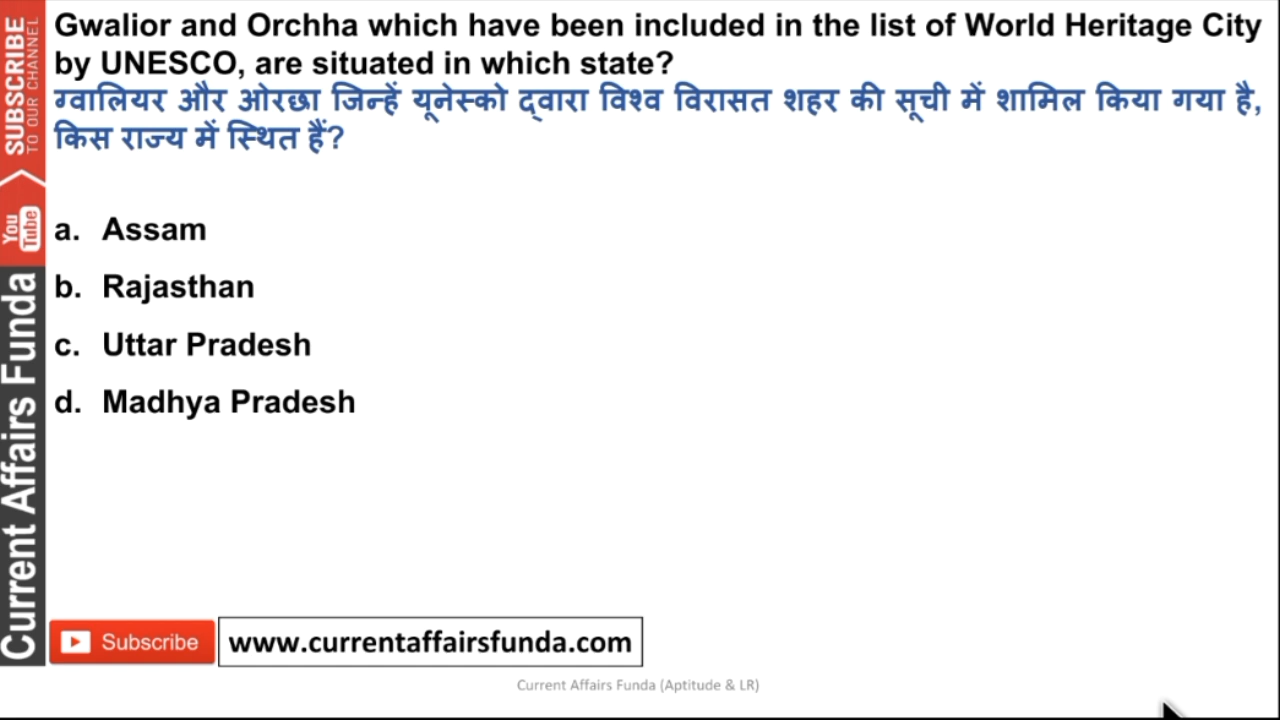 Gwalior and Orchha which have been included in the list of World Heritage City
by UNESCO, are situated in which state?
ग्वालियर और ओरछा जिन्हें यूनेस्को द्वारा विश्व विरासत शहर की सूची में शामिल किया गया है,
किस राज्य में स्थित हैं?
a. Assam
b. Rajasthan
c. Uttar Pradesh
d. Madhya Pradesh
SUBSCRIBE
TO OUR CHANNEL
You
Tube
Current Affairs Funda
Subscribe
www.currentaffairsfunda.com
Current Affairs Funda (Aptitude & LR)